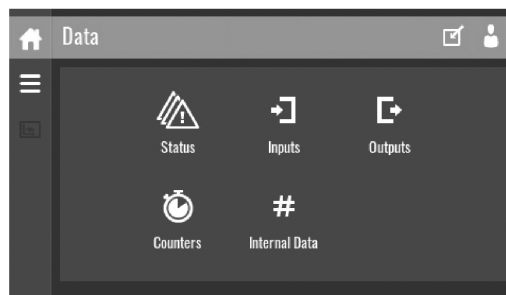 Data
Status
Inputs
Outputs
Counters
#
Internal Data